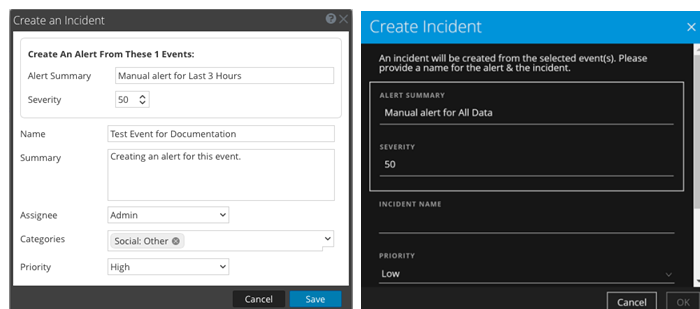 Create an Incident
Create An Alert From These 1 Events:
Alert Summary Manual alert for Last 3 Hours
Severity 50
Name Test Event for Documentation
Summary Creating an alert for this event.
Assignee Admin
Categories Social: Other
Priority High
Cancel Save
Create Incident
An incident will be created from the selected event(s). Please
provide a name for the alert & the incident.
ALERT SUMMARY
Manual alert for All Data
SEVERITY
50
INCIDENT NAME
PRIORITY
Low
Cancel OK